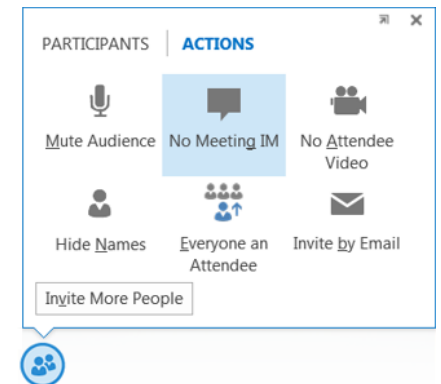 PARTICIPANTS
ACTIONS
Mute Audience
No Meeting IM
No Attendee
Video
Hide Names
Everyone an
Attendee
Invite by Email
Invite More People